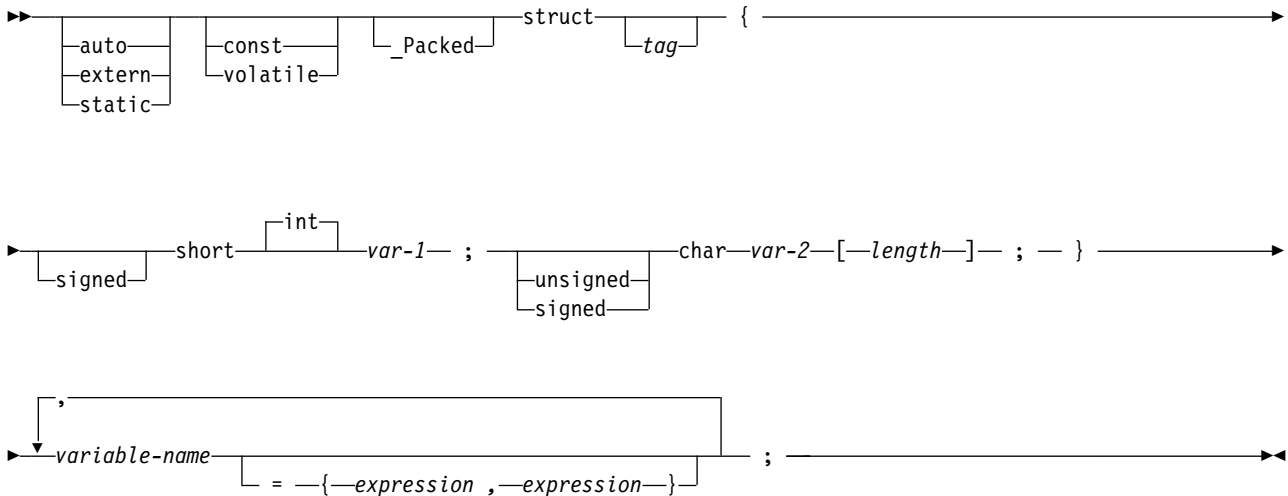 struct {
auto const _Packed tag
extern volatile
static
int
short var-1 ; char var-2 [ length ] ; }
signed unsigned
signed
,
variable-name ;
= { expression , expression }